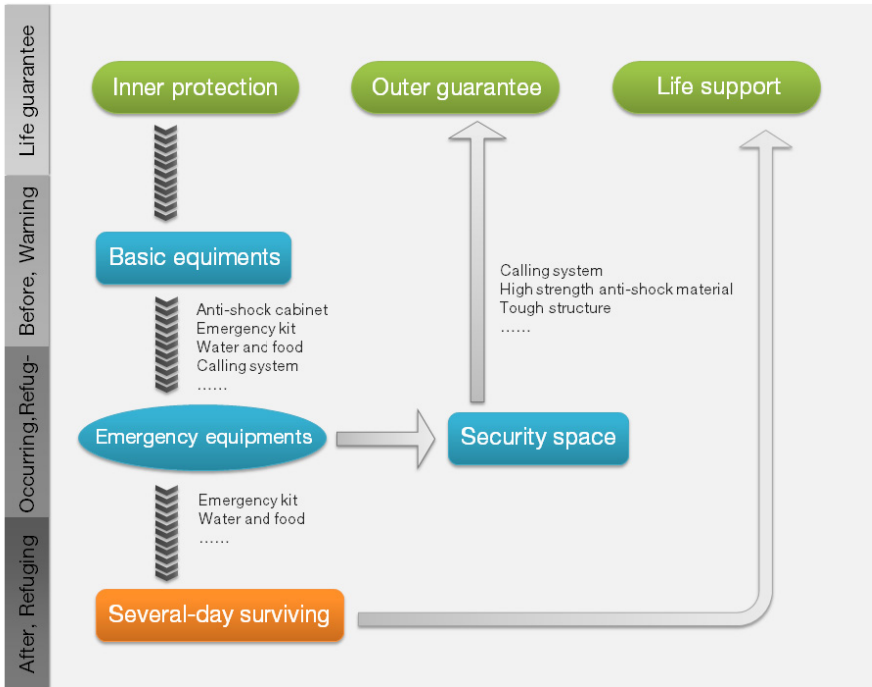 Life guarantee
Inner protection
Outer guarantee
Life support
Before, Warning
Basic equiments
Calling system
High strength anti-shock material
Tough structure
......
Anti-shock cabinet
Emergency kit
Water and food
Calling system
......
Occurring,Refug-
Emergency equipments
Security space
Emergency kit
Water and food
......
After, Refuging
Several-day surviving